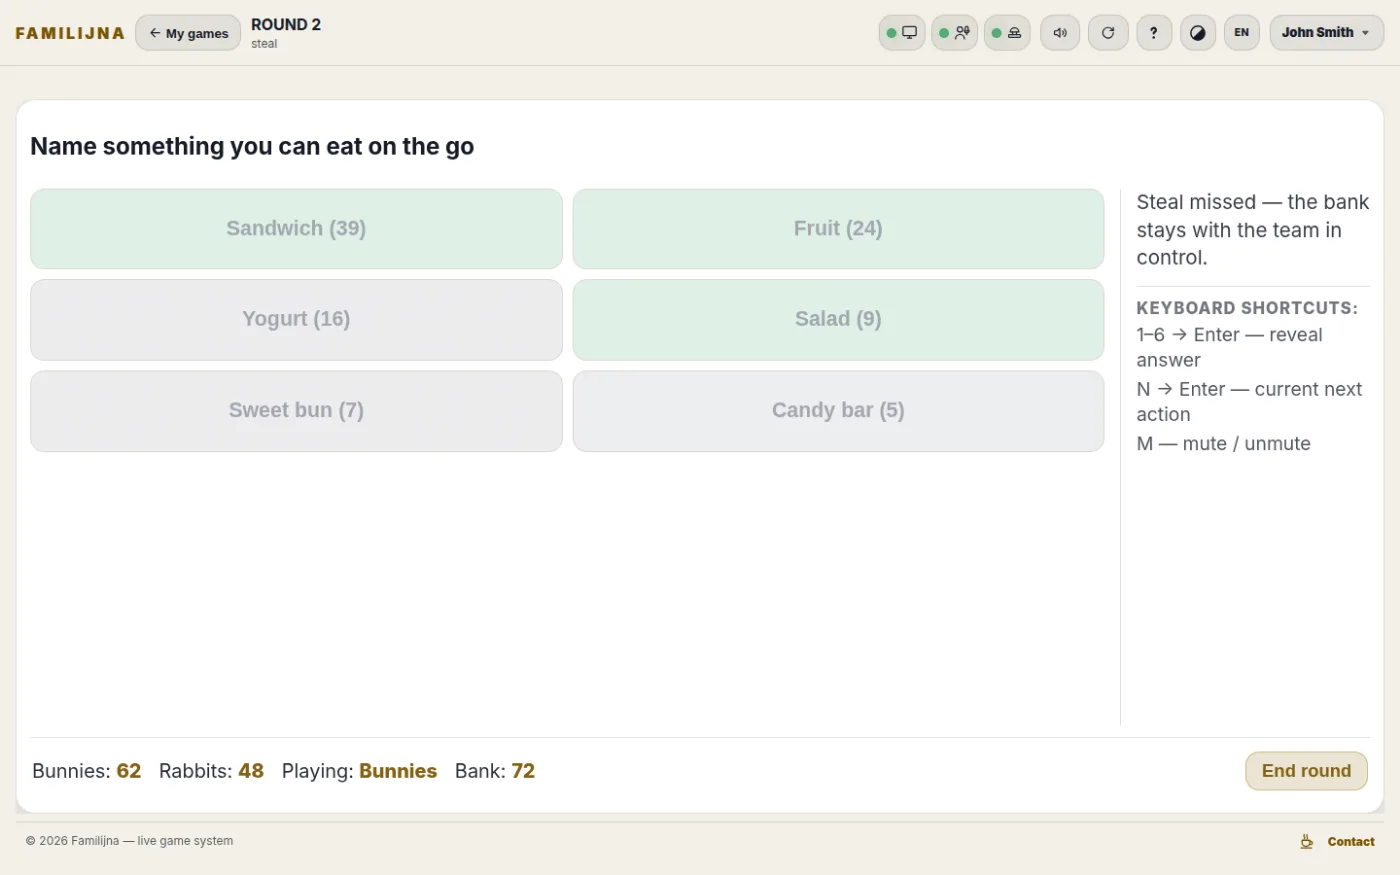 FAMILIJNA
My games
ROUND 2
steal
?
EN
John Smith
Name something you can eat on the go
Sandwich (39)
Fruit (24)
Yogurt (16)
Salad (9)
Sweet bun (7)
Candy bar (5)
Steal missed — the bank
stays with the team in
control.
KEYBOARD SHORTCUTS:
1–6 → Enter — reveal
answer
N → Enter — current next
action
M — mute / unmute
Bunnies: 62 Rabbits: 48 Playing: Bunnies Bank: 72
End round
© 2026 Familijna — live game system
Contact